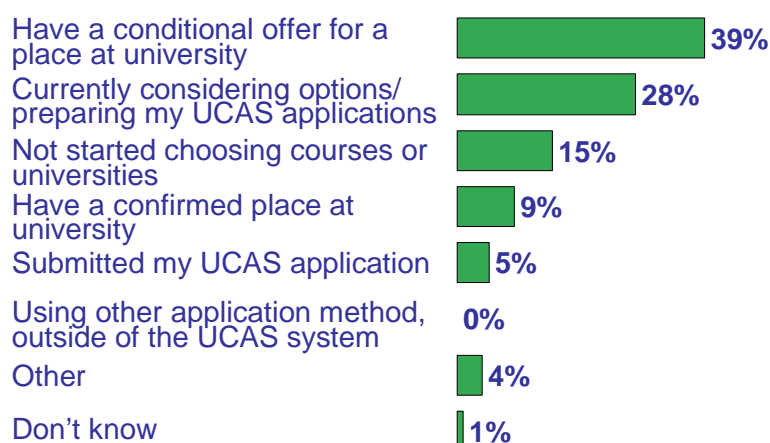 Have a conditional offer for a
place at university
39%
Currently considering options/
preparing my UCAS applications
28%
Not started choosing courses or
universities
15%
Have a confirmed place at
university
9%
Submitted my UCAS application
5%
Using other application method,
outside of the UCAS system
0%
Other
4%
Don’t know
1%